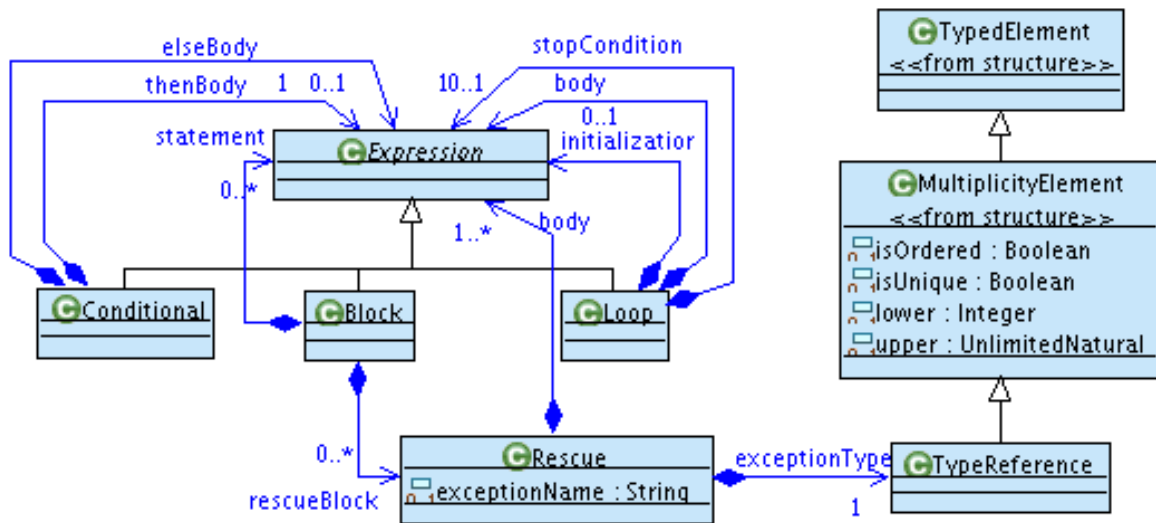 elseBody
stopCondition
TypedElement
<<from structure>>
thenBody
1
0..1
10..1
body
0..1
statement
Expression
initializatior
0..*
MultiplicityElement
<<from structure>>
isOrdered : Boolean
isUnique : Boolean
lower : Integer
upper : UnlimitedNatural
1..*
body
Conditional
Block
Loop
0..*
rescueBlock
Rescue
exceptionName : String
exceptionType
1
TypeReference